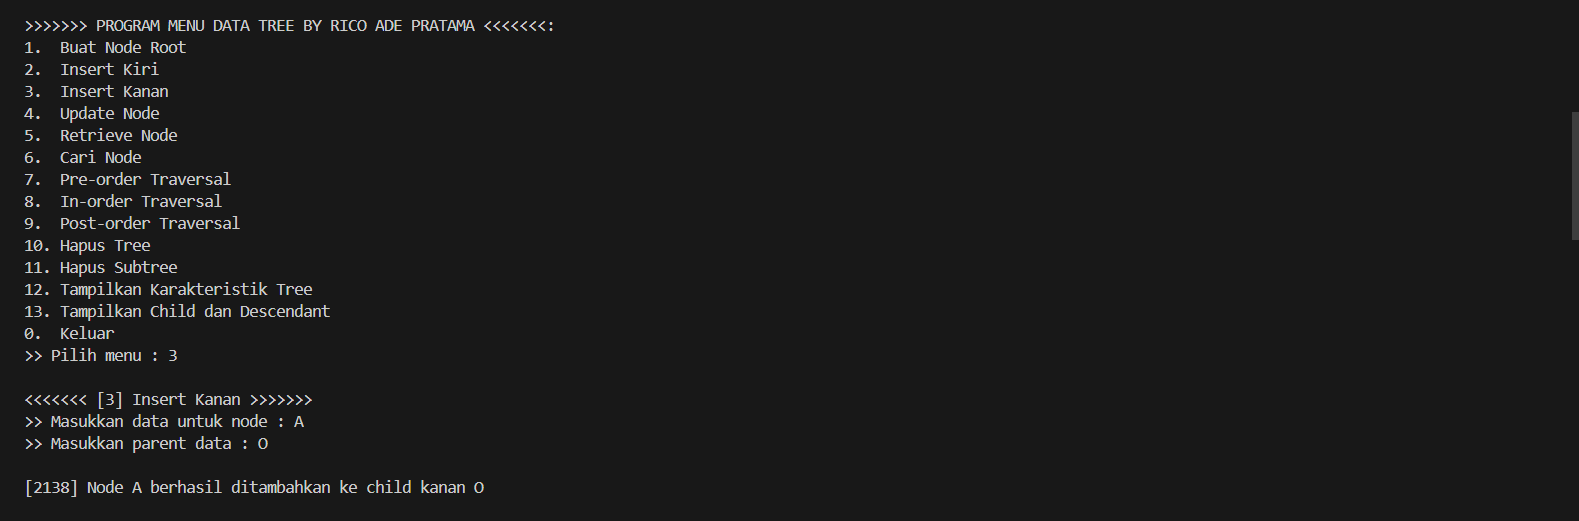 >>>>>>> PROGRAM MENU DATA TREE BY RICO ADE PRATAMA <<<<<<<:
1.  Buat Node Root
2.  Insert Kiri
3.  Insert Kanan
4.  Update Node
5.  Retrieve Node
6.  Cari Node
7.  Pre-order Traversal
8.  In-order Traversal
9.  Post-order Traversal
10. Hapus Tree
11. Hapus Subtree
12. Tampilkan Karakteristik Tree
13. Tampilkan Child dan Descendant
0.  Keluar
>> Pilih menu : 3
<<<<<<< [3] Insert Kanan >>>>>>>
>> Masukkan data untuk node : A
>> Masukkan parent data : O
[2138] Node A berhasil ditambahkan ke child kanan O